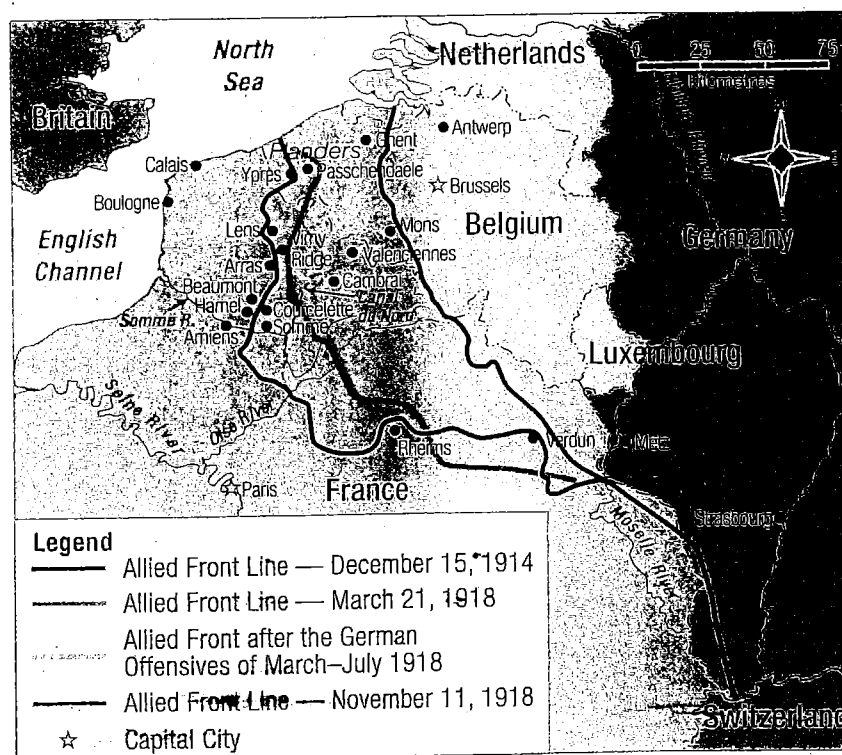 North
Sea
Netherlands
0 25 50 75
Kilometres
Britain
Antwerp
Ghent
Flanders
Calais
Ypres
Passchendaele
Brussels
Boulogne
Belgium
Lens
Mons
English
Channel
Vimy
Ridge
Valenciennes
Germany
Arras
Cambrai
Beaumont
Hamel
Canal
du Nord
Courcelette
Somme R.
Somme
Amiens
Luxembourg
Seine River
Oise River
Rheims
Verdun
Metz
Paris
France
Moselle River
Strasbourg
Legend
Allied Front Line — December 15, 1914
Allied Front Line — March 21, 1918
Allied Front after the German
Offensives of March–July 1918
Allied Front Line — November 11, 1918
Capital City
Switzerland